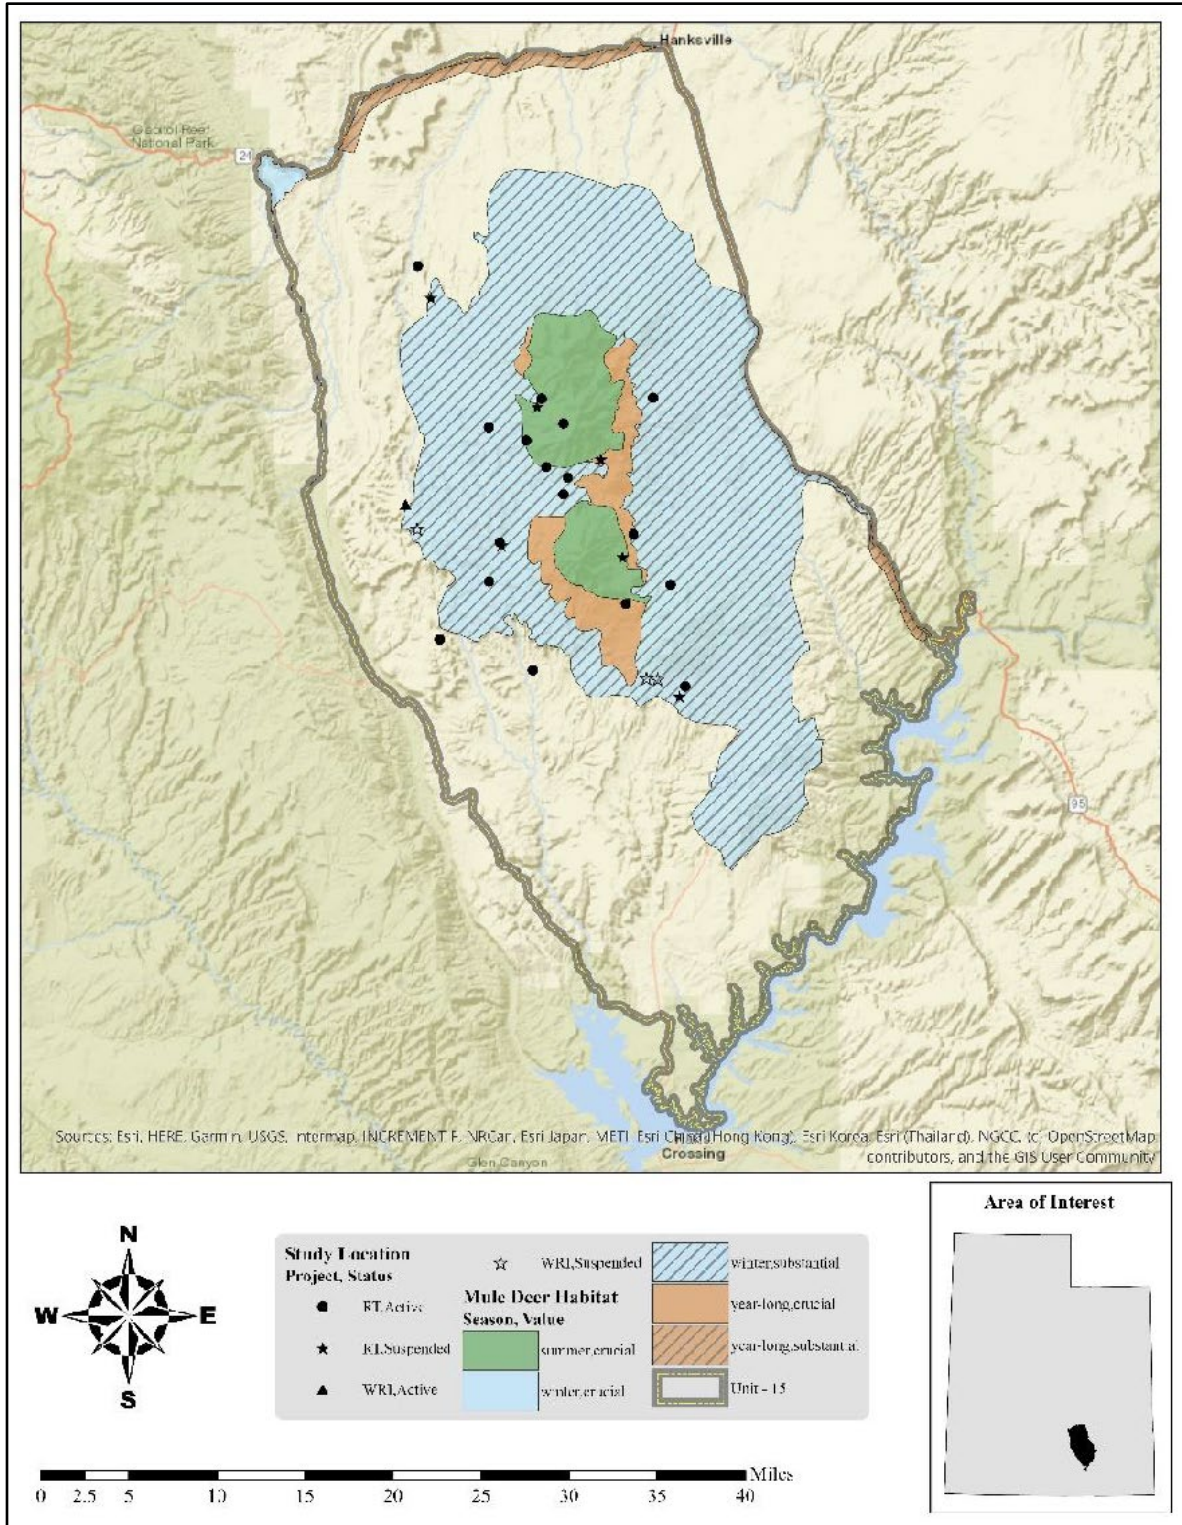 Hanksville
Capitol Reef
National Park
24
95
Sources: Esri, HERE, Garmin, USGS, Intermap, INCREMENT P, NRCan, Esri Japan, METI, Esri China (Hong Kong), Esri Korea, Esri (Thailand), NGCC, (c) OpenStreetMap
contributors, and the GIS User Community
Crossing
Glen Canyon
Area of Interest
N
W
E
S
Study Location
Project, Status
RT,Active
RT,Suspended
WRI,Active
WRI,Suspended
Mule Deer Habitat
Season, Value
summer,crucial
winter,crucial
winter,substantial
year-long,crucial
year-long,substantial
Unit - 15
Miles
0 2.5 5 10 15 20 25 30 35 40